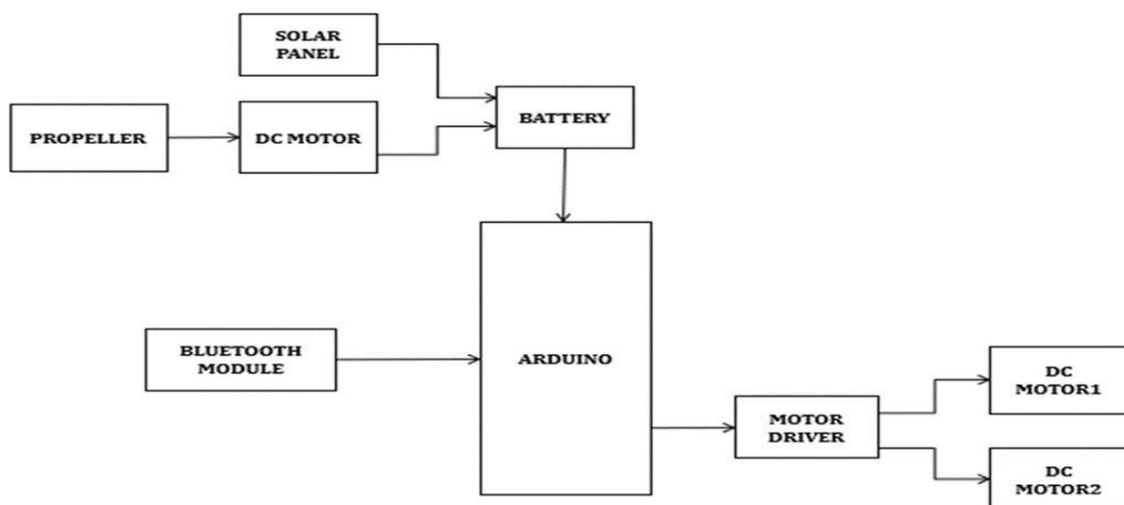 SOLAR
PANEL
PROPELLER
DC MOTOR
BATTERY
BLUETOOTH
MODULE
ARDUINO
MOTOR
DRIVER
DC
MOTOR1
DC
MOTOR2